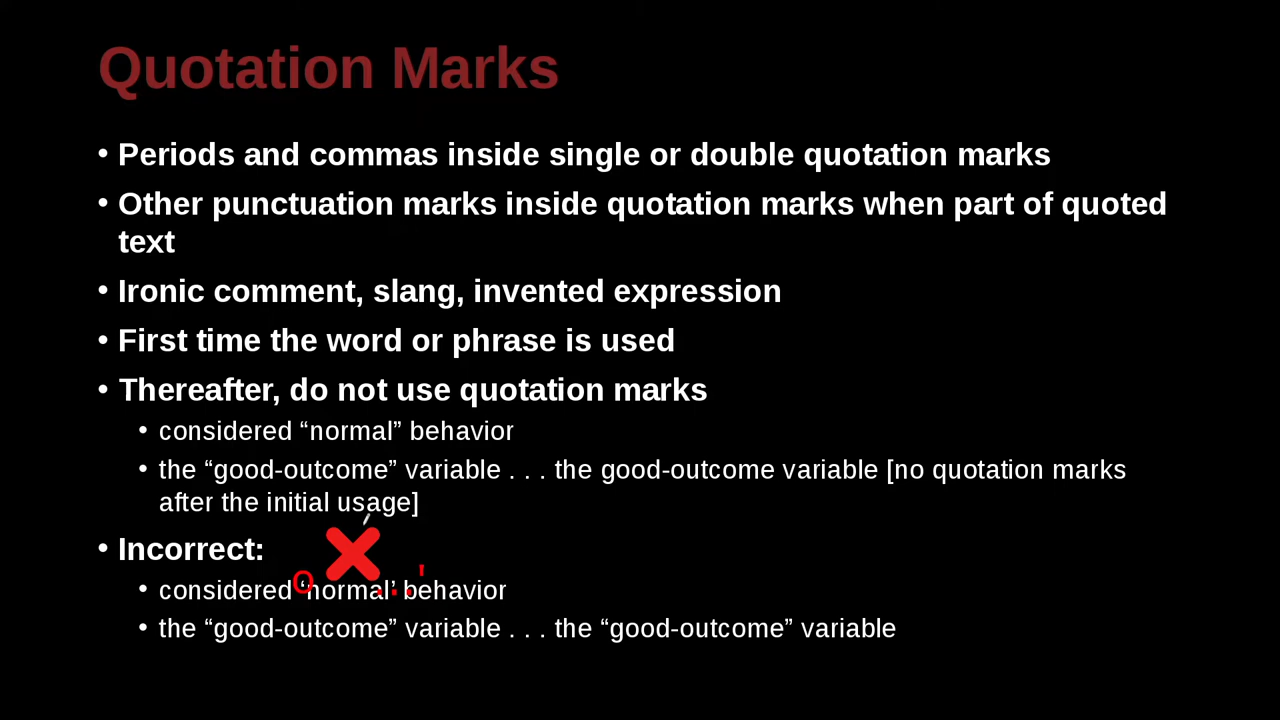 Quotation Marks
• Periods and commas inside single or double quotation marks
• Other punctuation marks inside quotation marks when part of quoted
text
• Ironic comment, slang, invented expression
• First time the word or phrase is used
• Thereafter, do not use quotation marks
• considered “normal” behavior
• the “good-outcome” variable . . . the good-outcome variable [no quotation marks
after the initial usage]
• Incorrect:
• considered ‘normal’ behavior
• the “good-outcome” variable . . . the “good-outcome” variable